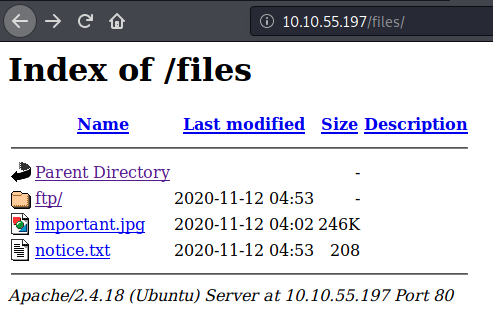 10.10.55.197/files/
Index of /files
Name Last modified Size Description
Parent Directory -
ftp/ 2020-11-12 04:53 -
important.jpg 2020-11-12 04:02 246K
notice.txt 2020-11-12 04:53 208
Apache/2.4.18 (Ubuntu) Server at 10.10.55.197 Port 80